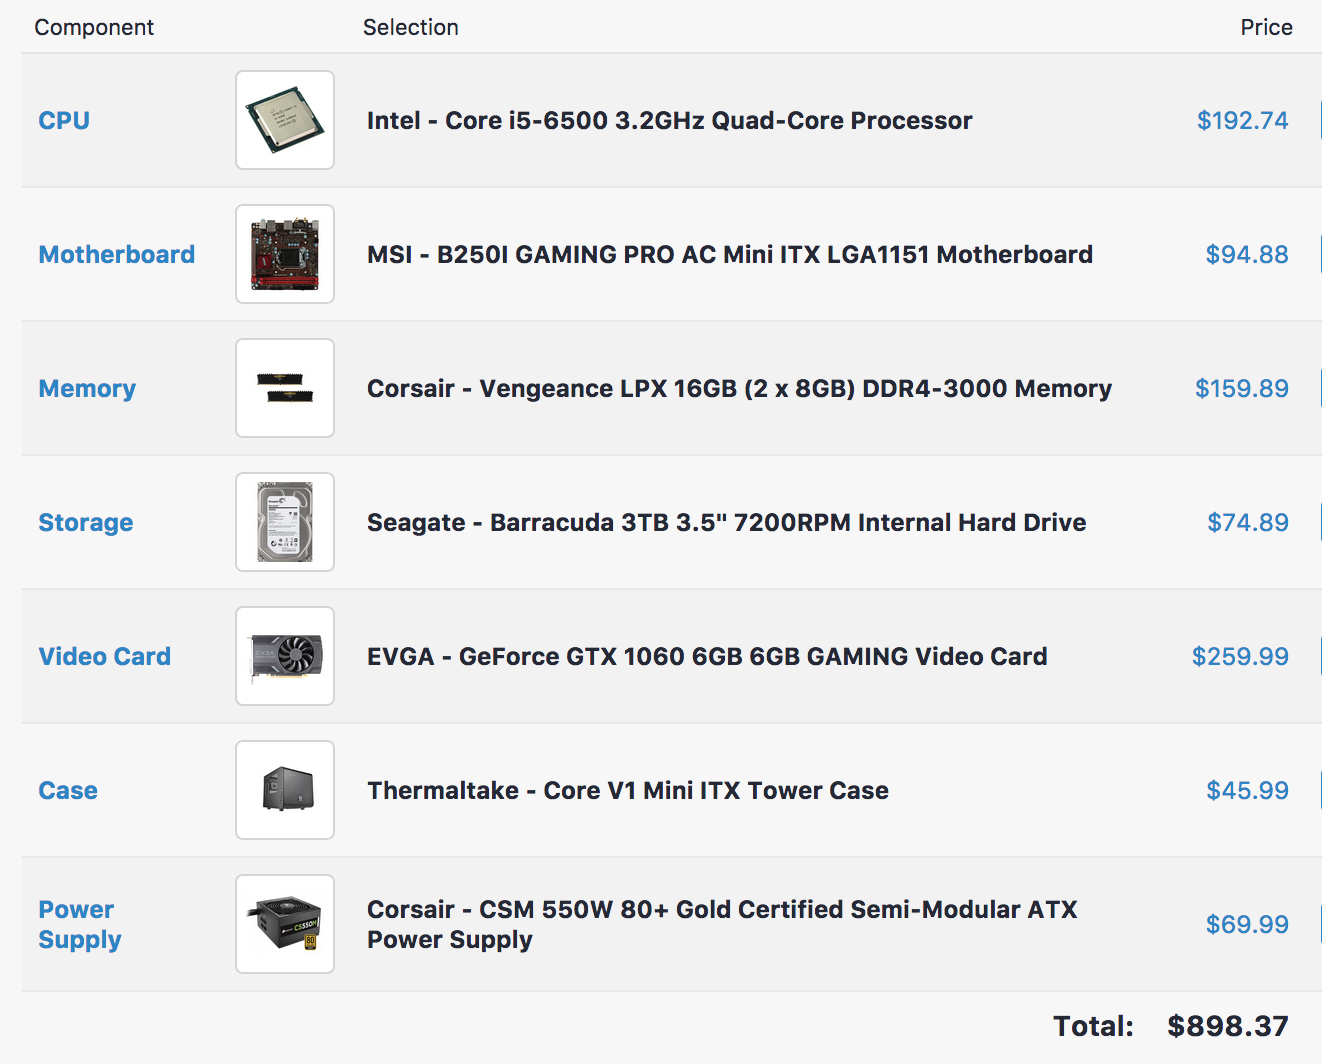 Component Selection Price
CPU Intel - Core i5-6500 3.2GHz Quad-Core Processor $192.74
Motherboard MSI - B250I GAMING PRO AC Mini ITX LGA1151 Motherboard $94.88
Memory Corsair - Vengeance LPX 16GB (2 x 8GB) DDR4-3000 Memory $159.89
Storage Seagate - Barracuda 3TB 3.5" 7200RPM Internal Hard Drive $74.89
Video Card EVGA - GeForce GTX 1060 6GB 6GB GAMING Video Card $259.99
Case Thermaltake - Core V1 Mini ITX Tower Case $45.99
Power Supply
Corsair - CSM 550W 80+ Gold Certified Semi-Modular ATX
Power Supply
$69.99
CS550M
80
Total: $898.37